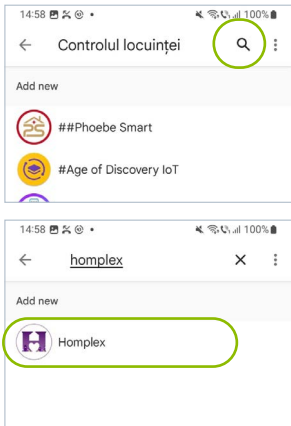 14:58 100%
Controlul locuinței
Add new
##Phoebe Smart
#Age of Discovery IoT
14:58 100%
homplex
Add new
H Homplex